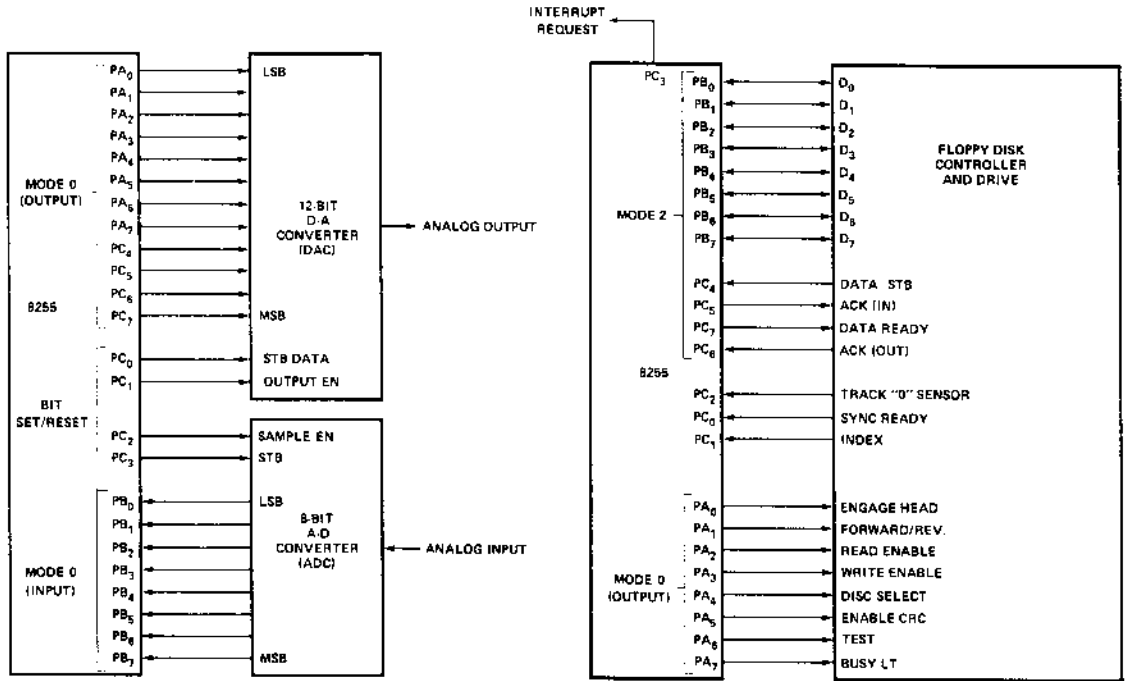 PA0 LSB
PA1
PA2
PA3
PA4
PA5
MODE 0
(OUTPUT)
PA6
PA7
PC4
PC5
PC6
8255
PC7 MSB
12-BIT
D-A
CONVERTER
(DAC)
ANALOG OUTPUT
PC0 STB DATA
PC1 OUTPUT EN
BIT
SET/RESET
PC2 SAMPLE EN
PC3 STB
PB0 LSB
PB1
PB2
PB3
MODE 0
(INPUT)
PB4
PB5
PB6
PB7 MSB
8-BIT
A-D
CONVERTER
(ADC)
ANALOG INPUT
INTERRUPT
REQUEST
PC3
PB0 D0
PB1 D1
PB2 D2
PB3 D3
PB4 D4
PB5 D5
MODE 2
PB6 D6
PB7 D7
FLOPPY DISK
CONTROLLER
AND DRIVE
PC4 DATA STB
PC5 ACK (IN)
PC7 DATA READY
PC6 ACK (OUT)
8255
PC2 TRACK "0" SENSOR
PC0 SYNC READY
PC1 INDEX
PA0 ENGAGE HEAD
PA1 FORWARD/REV.
PA2 READ ENABLE
PA3 WRITE ENABLE
MODE 0
(OUTPUT)
PA4 DISC SELECT
PA5 ENABLE CRC
PA6 TEST
PA7 BUSY LT